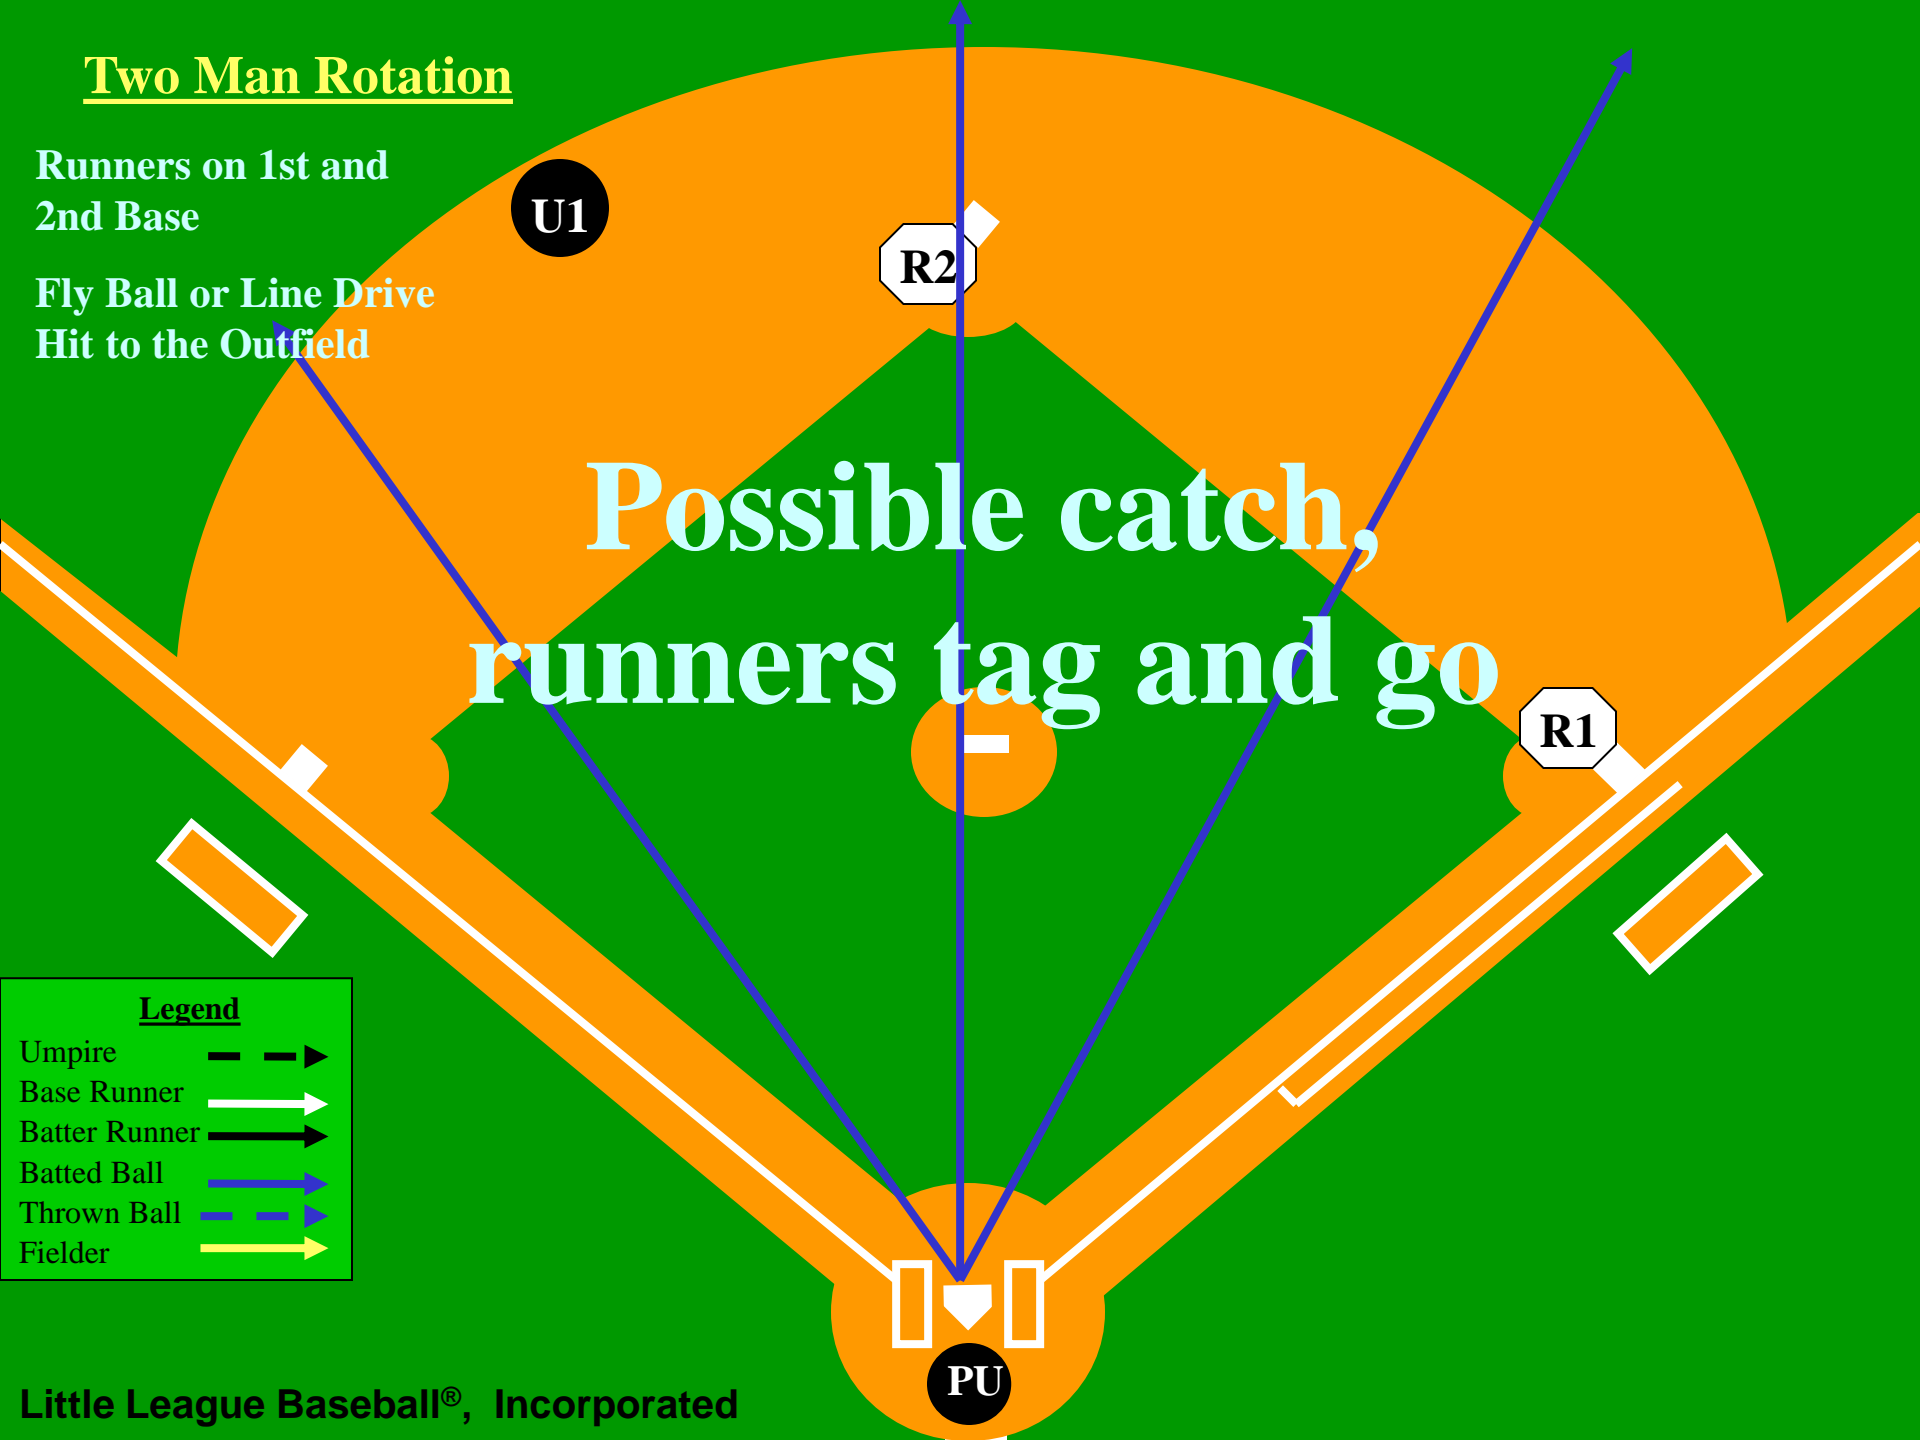 Two Man Rotation
Runners on 1st and
2nd Base
Fly Ball or Line Drive
Hit to the Outfield
U1
R2
Possible catch,
runners tag and go
R1
Legend
Umpire
Base Runner
Batter Runner
Batted Ball
Thrown Ball
Fielder
PU
Little League Baseball®, Incorporated